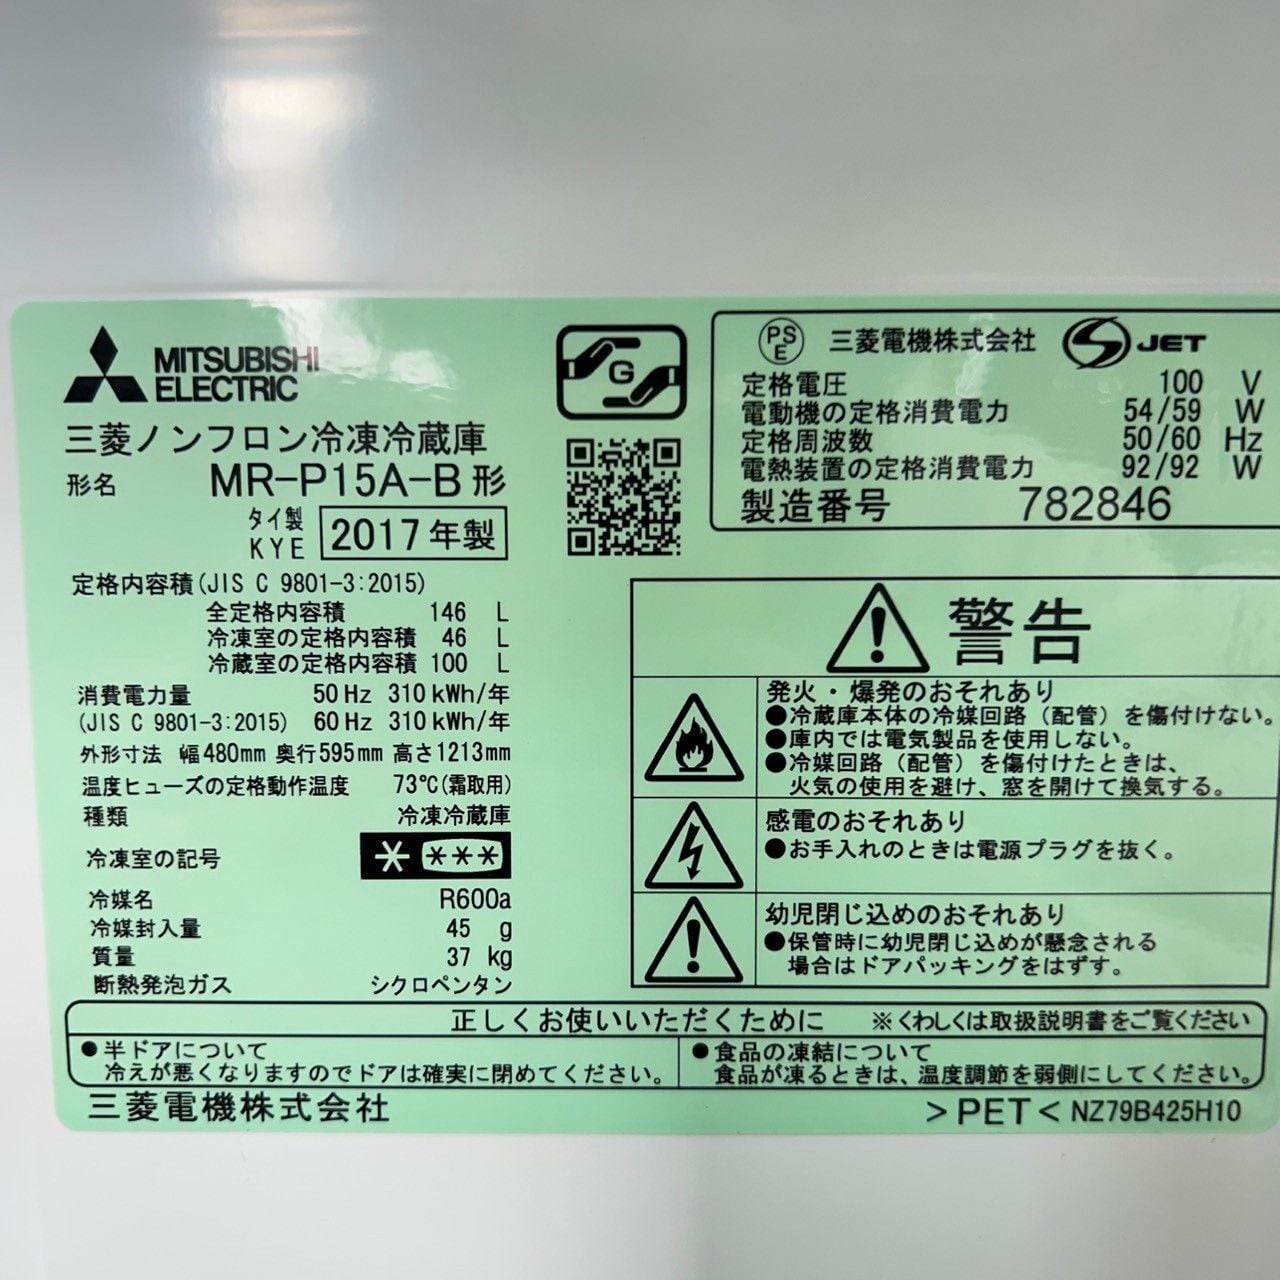 MITSUBISHI
ELECTRIC
三菱ノンフロン冷凍冷蔵庫
形名 MR-P15A-B 形
タイ製
KYE
2017年製
定格内容積(JIS C 9801-3:2015)
全定格内容積 146 L
冷凍室の定格内容積 46 L
冷蔵室の定格内容積 100 L
消費電力量 50Hz 310kWh/年
(JIS C 9801-3:2015) 60Hz 310kWh/年
外形寸法 幅480mm 奥行595mm 高さ1213mm
温度ヒューズの定格動作温度 73℃(霜取用)
種類 冷凍冷蔵庫
冷凍室の記号 * ***
冷媒名 R600a
冷媒封入量 45 g
質量 37 kg
断熱発泡ガス シクロペンタン
G
PS
E
三菱電機株式会社
S JET
定格電圧 100 V
電動機の定格消費電力 54/59 W
定格周波数 50/60 Hz
電熱装置の定格消費電力 92/92 W
製造番号 782846
警告
発火・爆発のおそれあり
●冷蔵庫本体の冷媒回路（配管）を傷付けない。
●庫内では電気製品を使用しない。
●冷媒回路（配管）を傷付けたときは、
火気の使用を避け、窓を開けて換気する。
感電のおそれあり
●お手入れのときは電源プラグを抜く。
幼児閉じ込めのおそれあり
●保管時に幼児閉じ込めが懸念される
場合はドアパッキングをはずす。
正しくお使いいただくために ※くわしくは取扱説明書をご覧ください
●半ドアについて
冷えが悪くなりますのでドアは確実に閉めてください。
●食品の凍結について
食品が凍るときは、温度調節を弱側にしてください。
三菱電機株式会社
>PET< NZ79B425H10